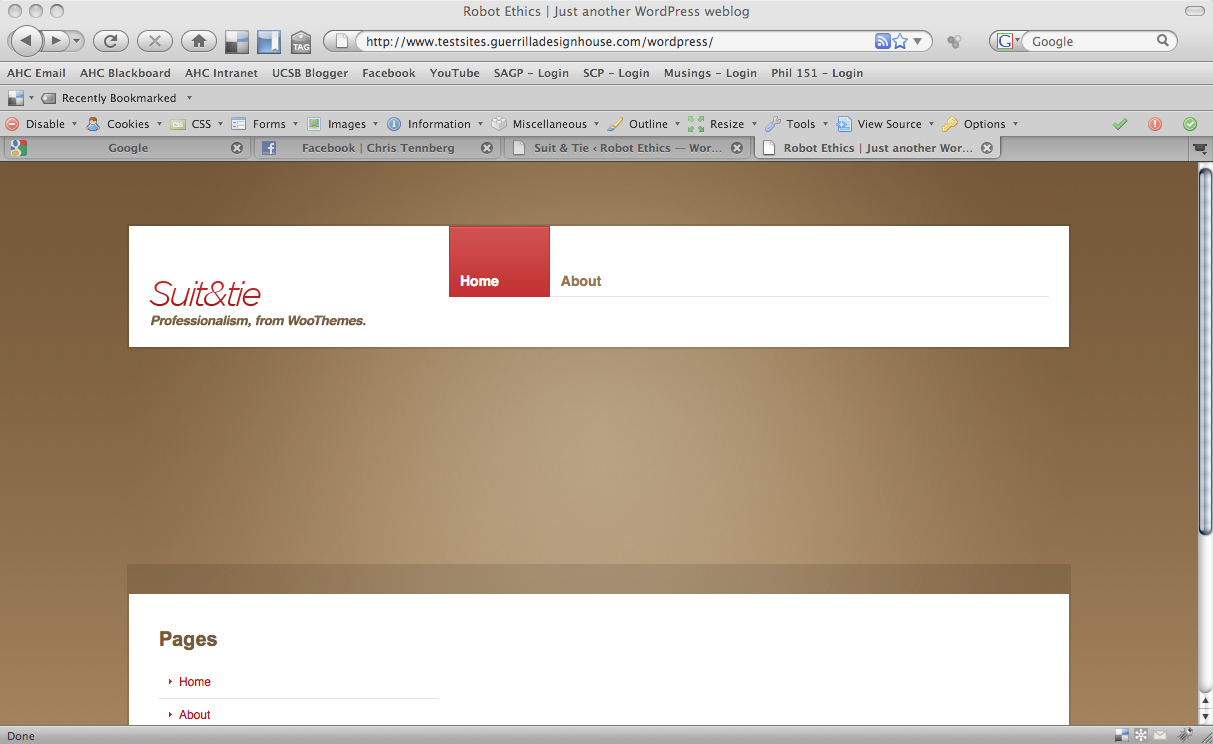 Robot Ethics | Just another WordPress weblog
TAG http://www.testsites.guerrilladesignhouse.com/wordpress/ G Google
AHC Email AHC Blackboard AHC Intranet UCSB Blogger Facebook YouTube SAGP - Login SCP - Login Musings - Login Phil 151 - Login
Recently Bookmarked
Disable Cookies CSS CSS Forms Images Information Miscellaneous Outline Resize Tools View Source Options
Google Facebook | Chris Tennberg Suit & Tie ‹ Robot Ethics — Wor... Robot Ethics | Just another Wor...
Home About
Suit&tie
Professionalism, from WooThemes.
Pages
Home
About
Done